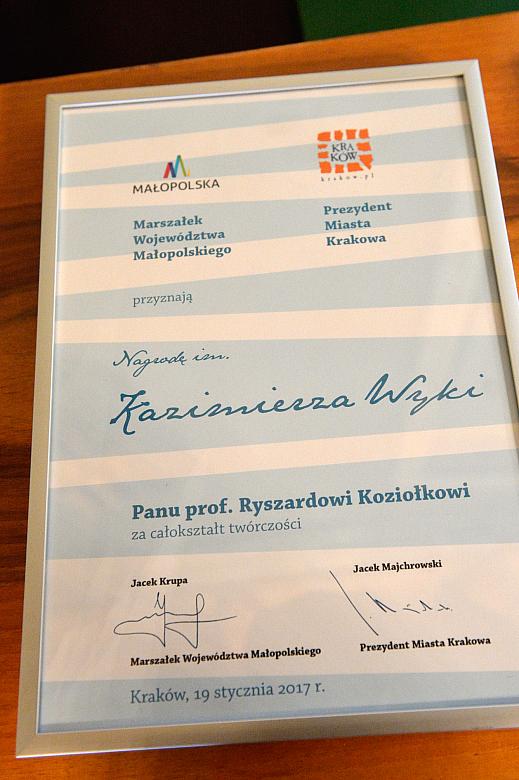 MAŁOPOLSKA
KRA
KÓW
krakow.pl
Marszałek
Województwa
Małopolskiego
Prezydent
Miasta
Krakowa
przyznają
Nagrodę im.
Kazimierza Wyki
Panu prof. Ryszardowi Koziołkowi
za całokształt twórczości
Jacek Krupa
Marszałek Województwa Małopolskiego
Jacek Majchrowski
Prezydent Miasta Krakowa
Kraków, 19 stycznia 2017 r.